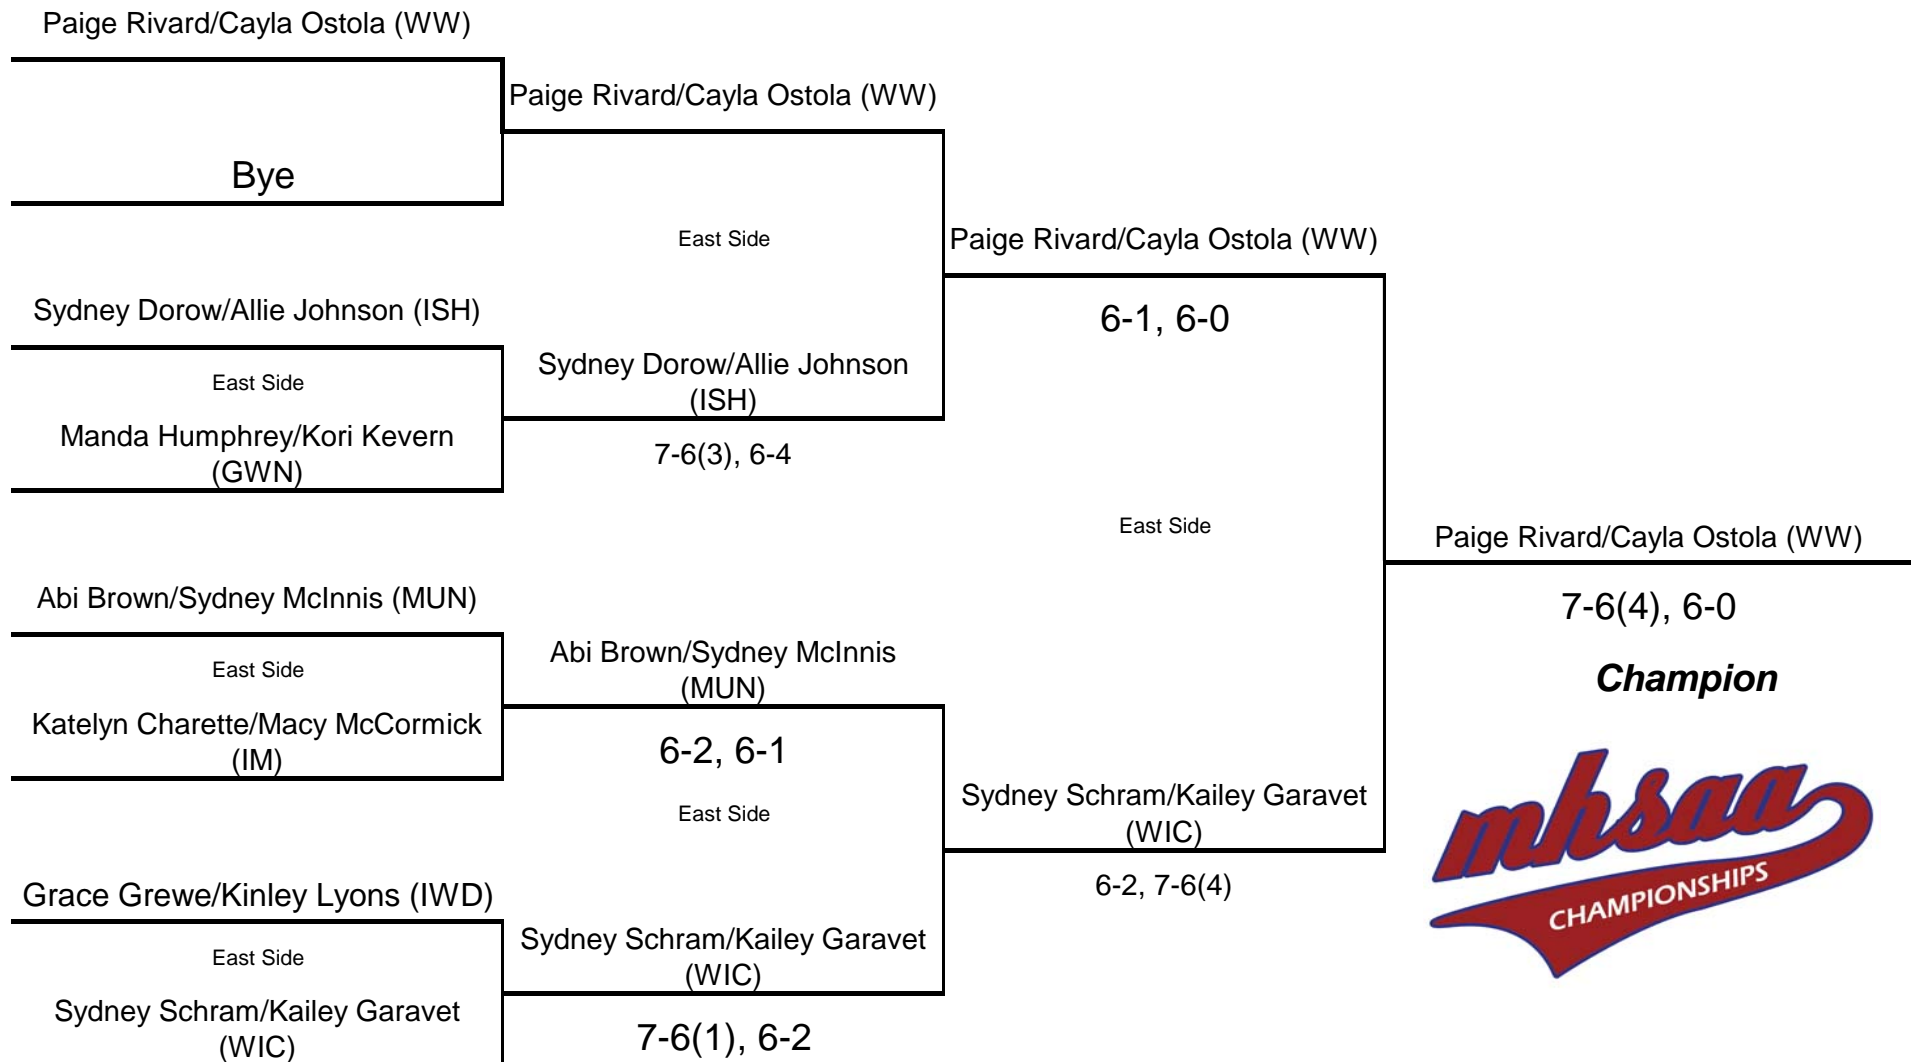 Paige Rivard/Cayla Ostola (WW)
Bye
Sydney Dorow/Allie Johnson (ISH)
East Side
Manda Humphrey/Kori Kevern
(GWN)
Abi Brown/Sydney McInnis (MUN)
East Side
Katelyn Charette/Macy McCormick
(IM)
Grace Grewe/Kinley Lyons (IWD)
East Side
Sydney Schram/Kailey Garavet
(WIC)
Paige Rivard/Cayla Ostola (WW)
East Side
Sydney Dorow/Allie Johnson
(ISH)
7-6(3), 6-4
Abi Brown/Sydney McInnis
(MUN)
6-2, 6-1
East Side
Sydney Schram/Kailey Garavet
(WIC)
7-6(1), 6-2
Paige Rivard/Cayla Ostola (WW)
6-1, 6-0
East Side
Sydney Schram/Kailey Garavet
(WIC)
6-2, 7-6(4)
Paige Rivard/Cayla Ostola (WW)
7-6(4), 6-0
Champion
mhsaa
CHAMPIONSHIPS